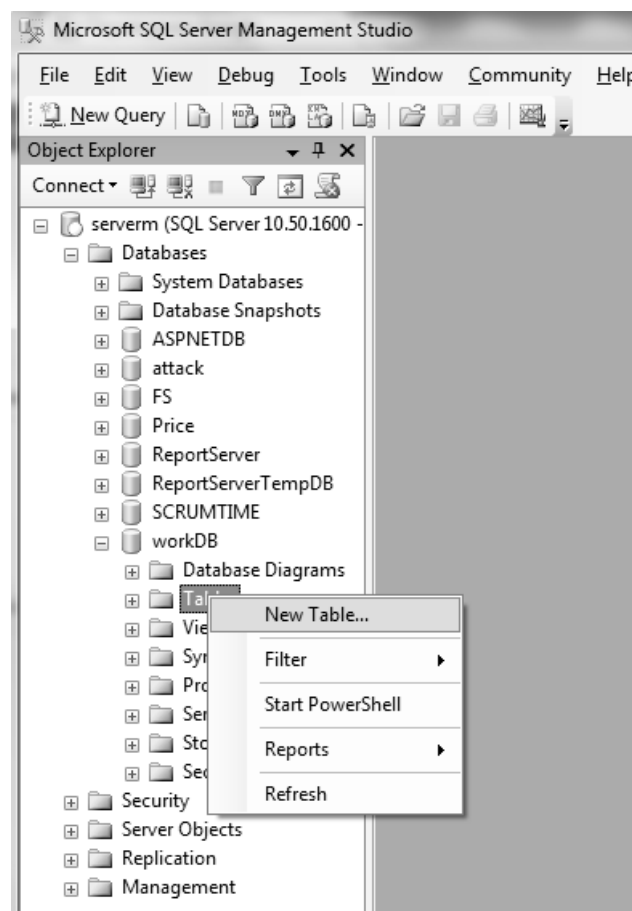 Microsoft SQL Server Management Studio
File Edit View Debug Tools Window Community Help
New Query
Object Explorer
Connect
serverm (SQL Server 10.50.1600 -
Databases
System Databases
Database Snapshots
ASPNETDB
attack
FS
Price
ReportServer
ReportServerTempDB
SCRUMTIME
workDB
Database Diagrams
New Table...
Filter
Start PowerShell
Reports
Refresh
Security
Server Objects
Replication
Management